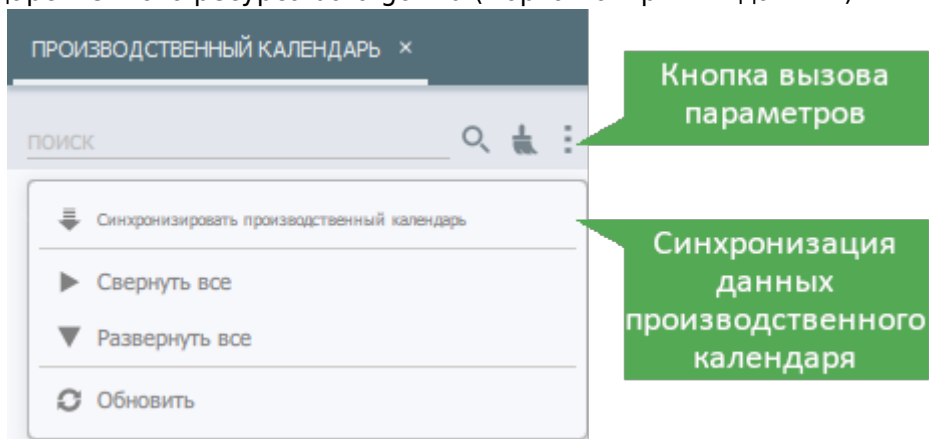 ПРОИЗВОДСТВЕННЫЙ КАЛЕНДАРЬ ×
Кнопка вызова
параметров
поиск
Синхронизировать производственный календарь
Синхронизация
данных
производственного
календаря
Свернуть все
Развернуть все
Обновить